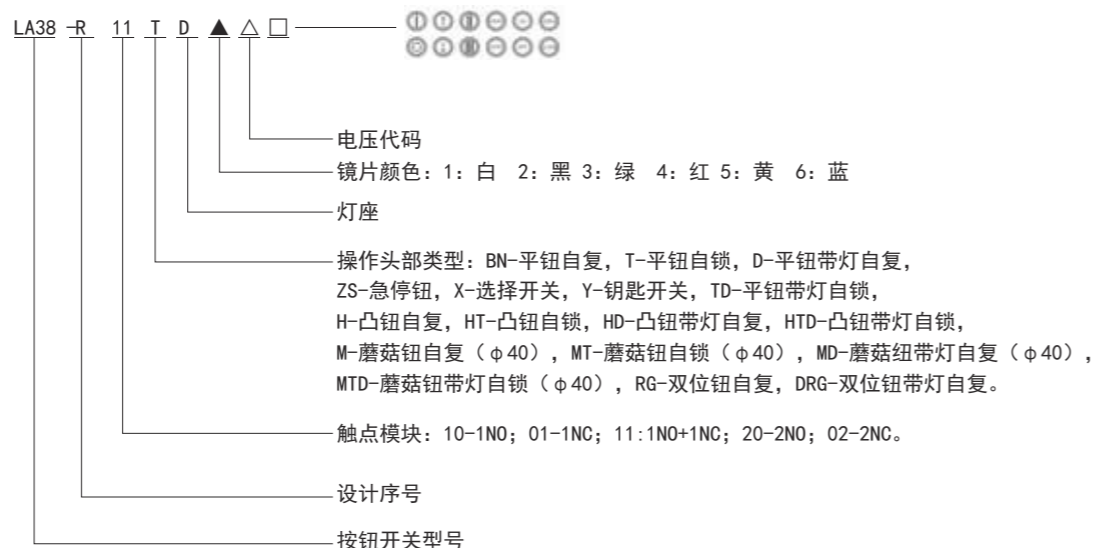 LA38 -R 11 T D ▲ △ □
电压代码
镜片颜色：1：白 2：黑 3：绿 4：红 5：黄 6：蓝
灯座
操作头部类型：BN-平钮自复，T-平钮自锁，D-平钮带灯自复，
ZS-急停钮，X-选择开关，Y-钥匙开关，TD-平钮带灯自锁，
H-凸钮自复，HT-凸钮自锁，HD-凸钮带灯自复，HTD-凸钮带灯自锁，
M-蘑菇钮自复（φ40），MT-蘑菇钮自锁（φ40），MD-蘑菇纽带灯自复（φ40），
MTD-蘑菇钮带灯自锁（φ40），RG-双位钮自复，DRG-双位钮带灯自复。
触点模块：10-1NO；01-1NC；11:1NO+1NC；20-2NO；02-2NC。
设计序号
按钮开关型号